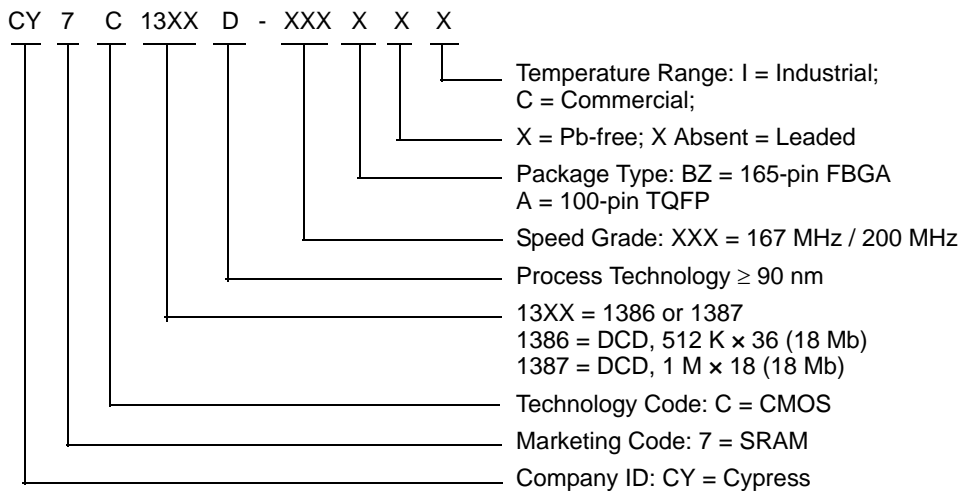 CY 7 C 13XX D - XXX X X X
Temperature Range: I = Industrial;
C = Commercial;
X = Pb-free; X Absent = Leaded
Package Type: BZ = 165-pin FBGA
A = 100-pin TQFP
Speed Grade: XXX = 167 MHz / 200 MHz
Process Technology ≥ 90 nm
13XX = 1386 or 1387
1386 = DCD, 512 K × 36 (18 Mb)
1387 = DCD, 1 M × 18 (18 Mb)
Technology Code: C = CMOS
Marketing Code: 7 = SRAM
Company ID: CY = Cypress